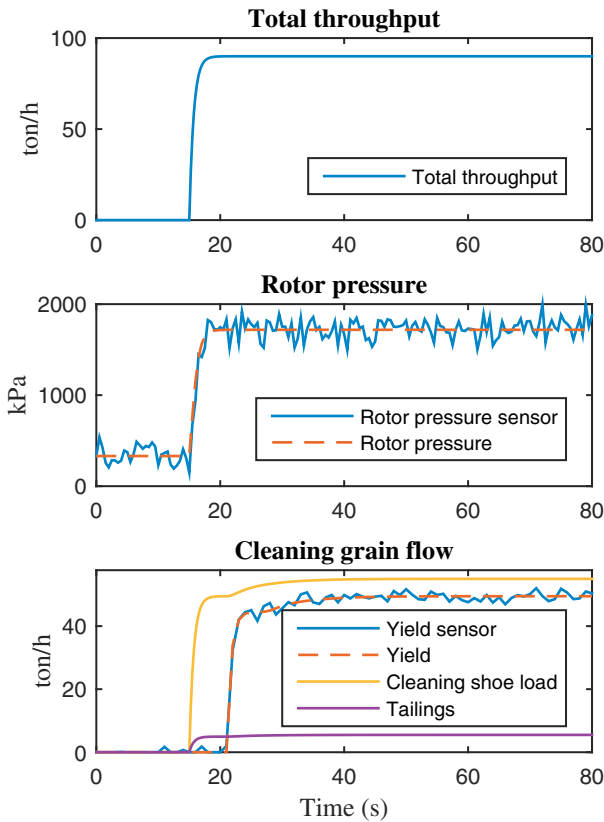 Total throughput
100
50
0
ton/h
Total throughput
0 20 40 60 80
Rotor pressure
2000
1000
0
kPa
Rotor pressure sensor
Rotor pressure
0 20 40 60 80
Cleaning grain flow
40
20
0
ton/h
Yield sensor
Yield
Cleaning shoe load
Tailings
0 20 40 60 80
Time (s)